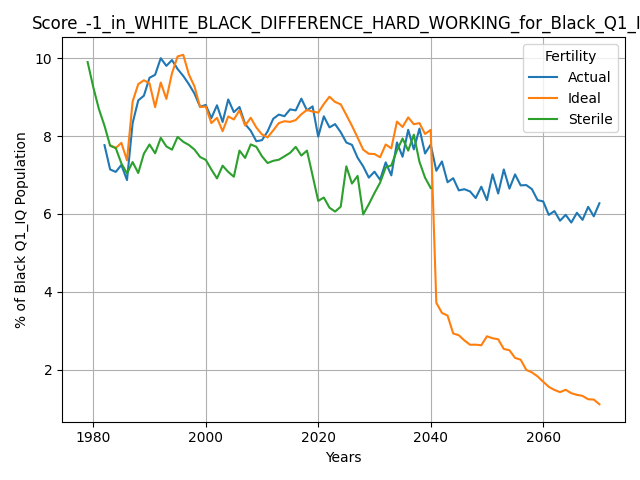 Score_-1_in_WHITE_BLACK_DIFFERENCE_HARD_WORKING_for_Black_Q1_I
Fertility
Actual
Ideal
Sterile
% of Black Q1_IQ Population
10
8
6
4
2
1980
2000
2020
2040
2060
Years